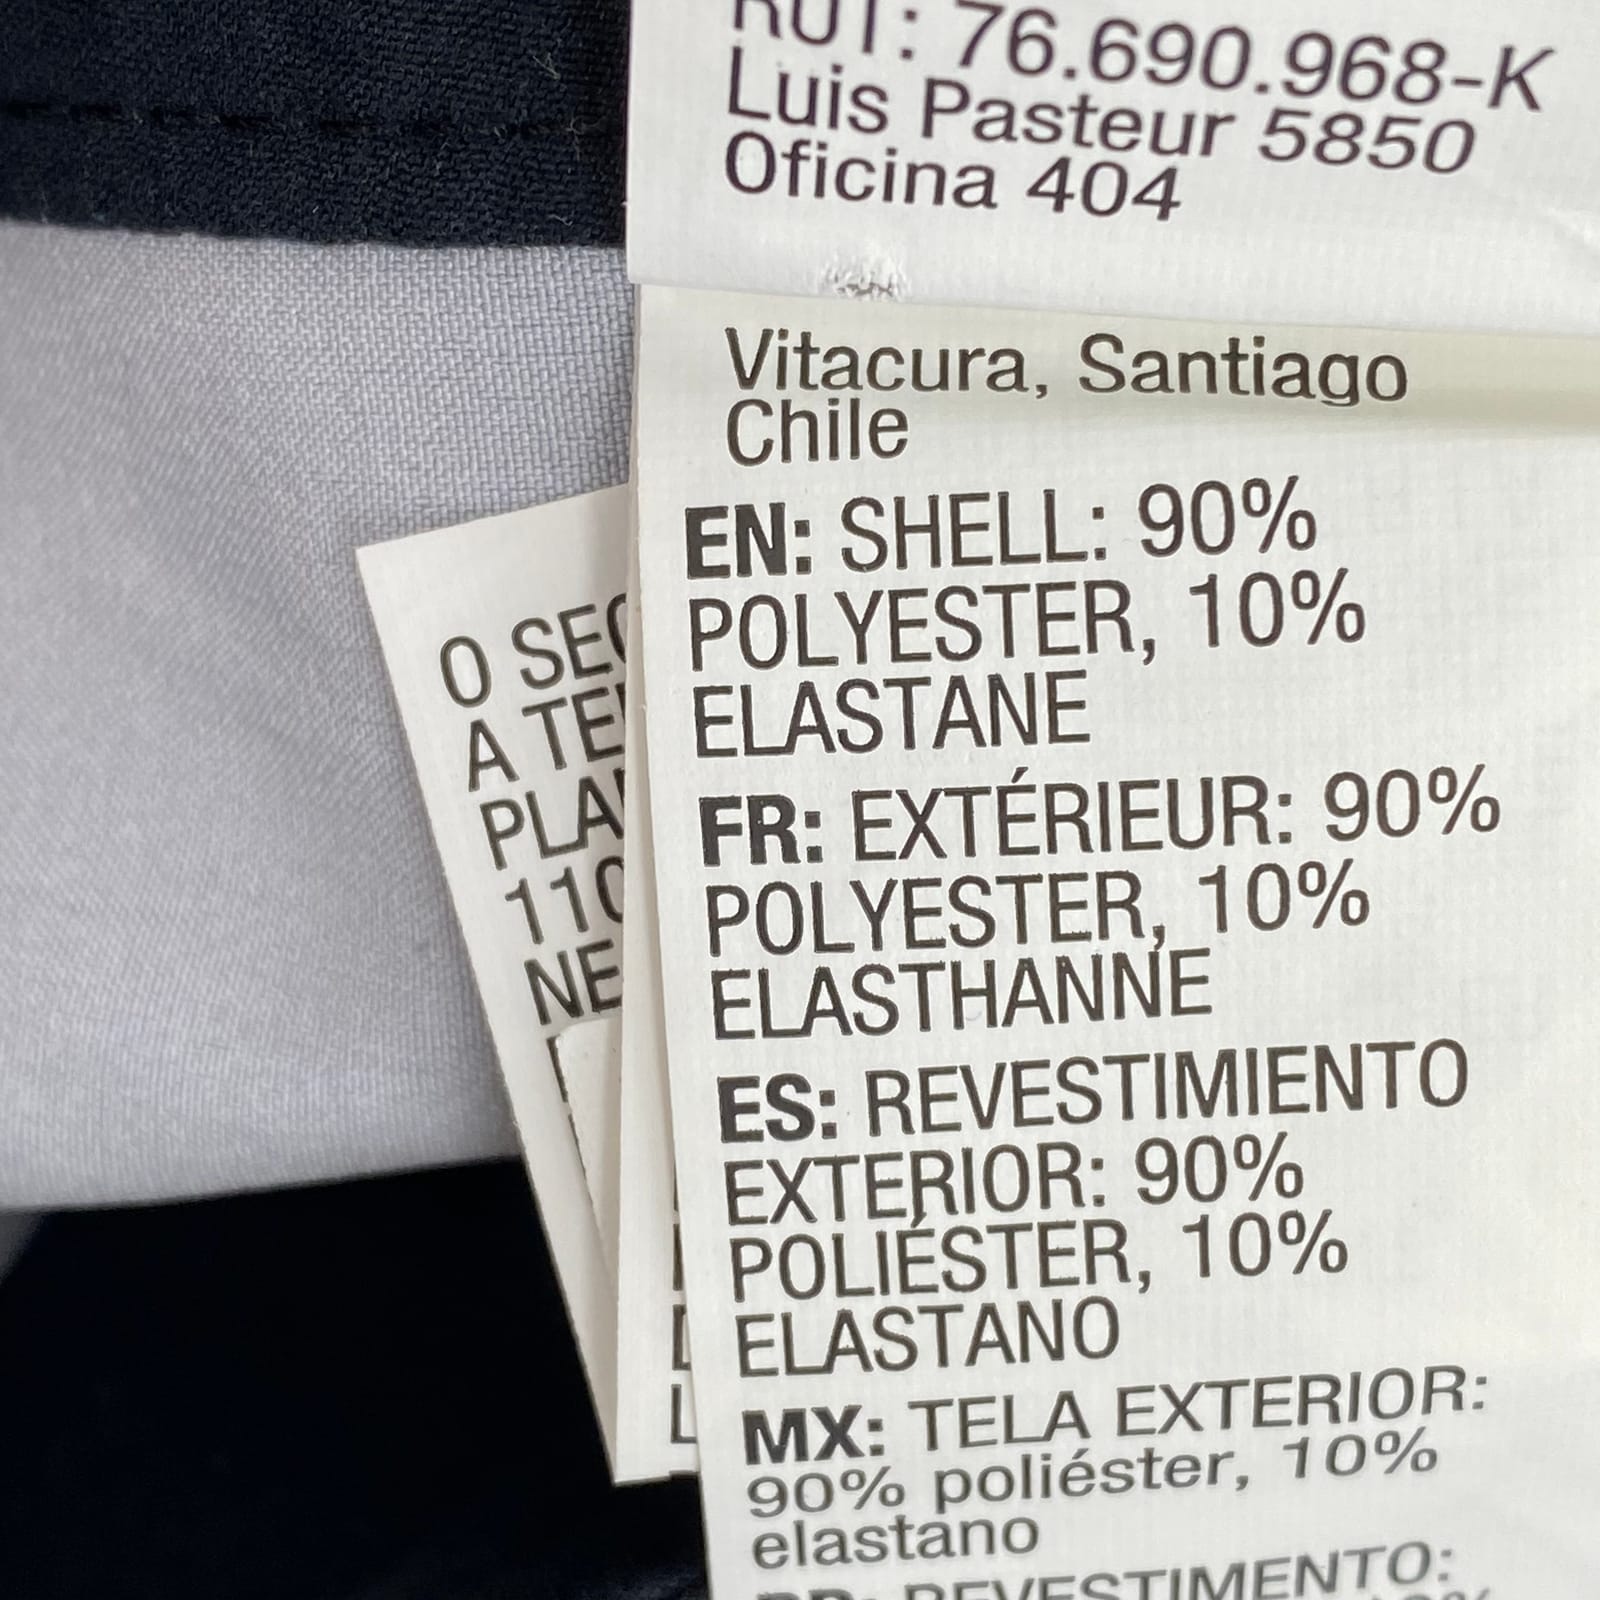 RUT: 76.690.968-K
Luis Pasteur 5850
Oficina 404
Vitacura, Santiago
Chile
EN: SHELL: 90%
POLYESTER, 10%
ELASTANE
FR: EXTÉRIEUR: 90%
POLYESTER, 10%
ELASTHANNE
ES: REVESTIMIENTO
EXTERIOR: 90%
POLIÉSTER, 10%
ELASTANO
MX: TELA EXTERIOR:
90% poliéster, 10%
elastano
REVESTIMENTO:
O
A